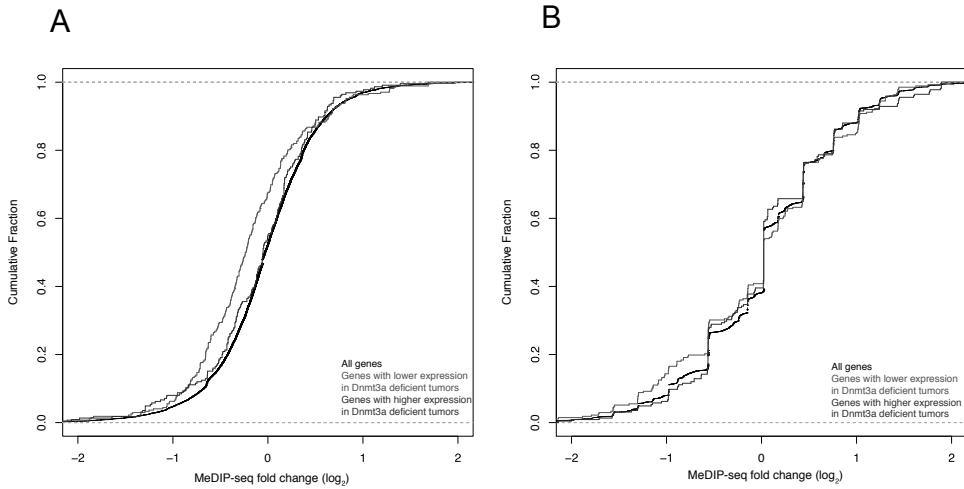 A
Cumulative Fraction
1.0
0.8
0.6
0.4
0.2
0.0
All genes
Genes with lower expression
in Dnmt3a deficient tumors
Genes with higher expression
in Dnmt3a deficient tumors
−2 −1 0 1 2
MeDIP-seq fold change (log2)
B
Cumulative Fraction
1.0
0.8
0.6
0.4
0.2
0.0
All genes
Genes with lower expression
in Dnmt3a deficient tumors
Genes with higher expression
in Dnmt3a deficient tumors
−2 −1 0 1 2
MeDIP-seq fold change (log2)